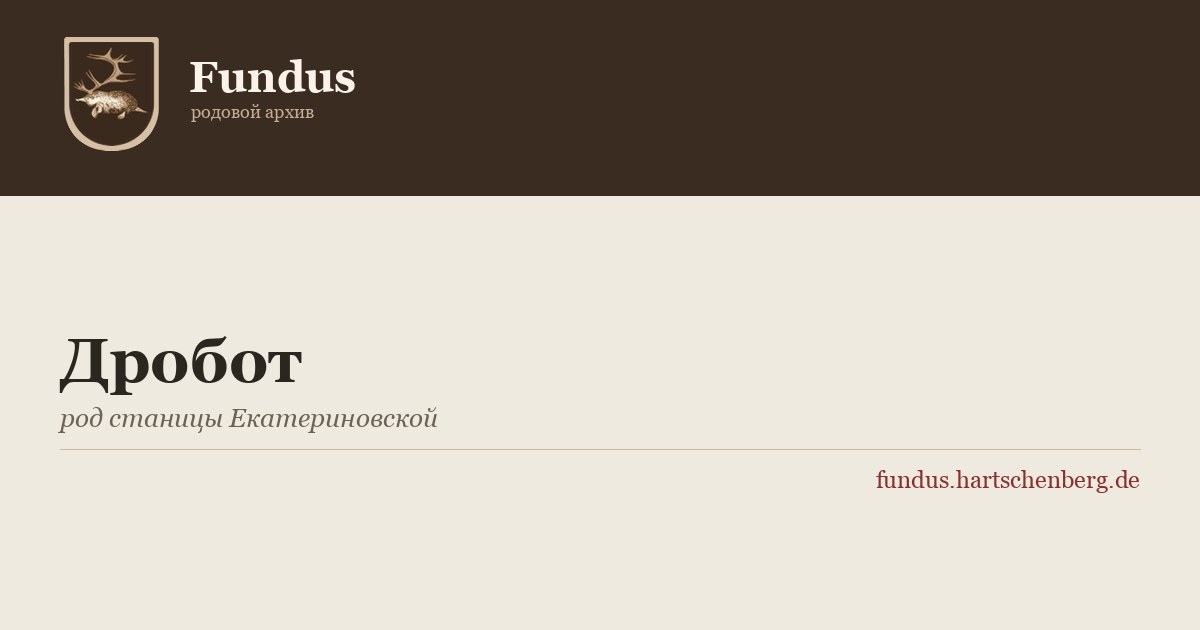 Fundus
родовой архив
Дробот
род станицы Екатериновской
fundus.hartschenberg.de